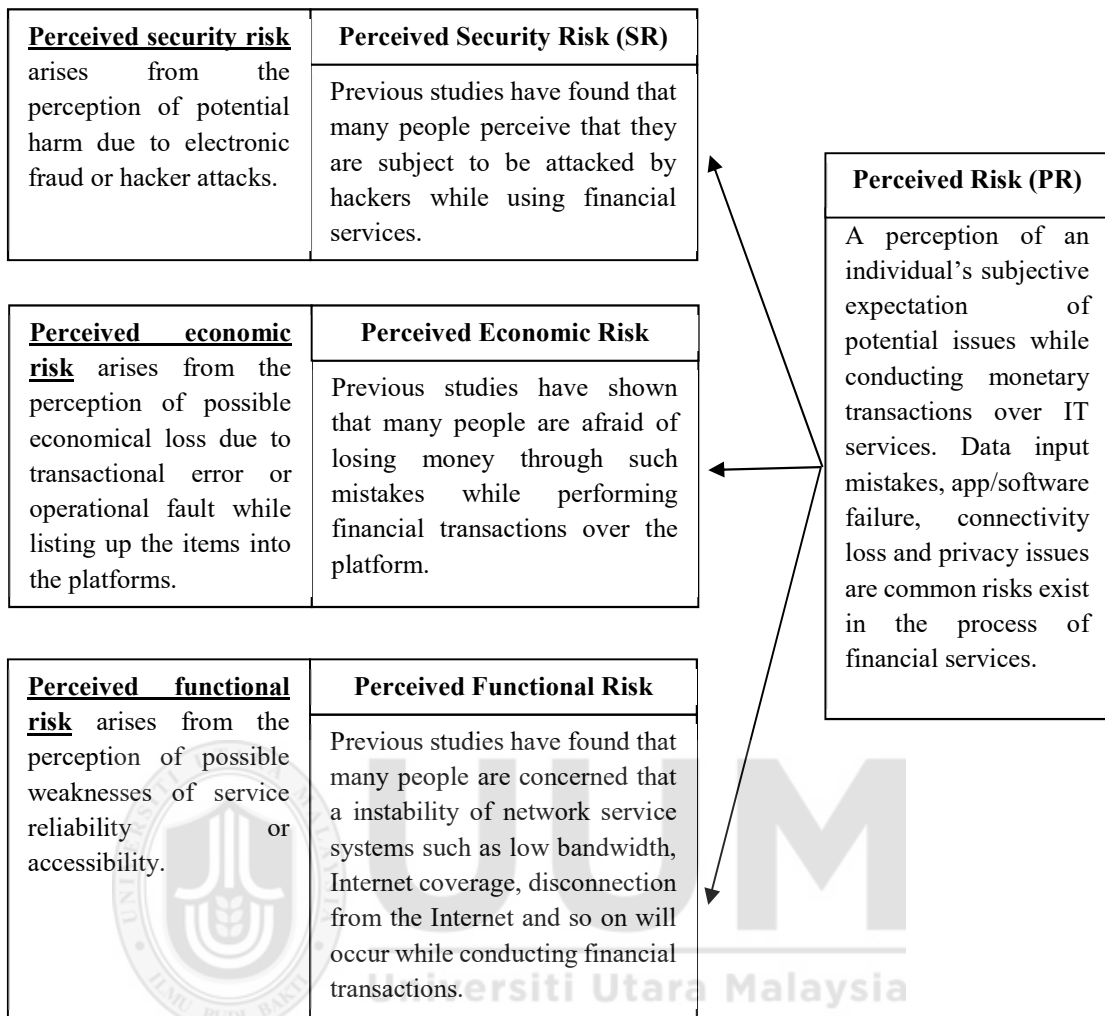 Perceived security risk
arises from the
perception of potential
harm due to electronic
fraud or hacker attacks.
Perceived Security Risk (SR)
Previous studies have found that
many people perceive that they
are subject to be attacked by
hackers while using financial
services.
Perceived economic
risk arises from the
perception of possible
economical loss due to
transactional error or
operational fault while
listing up the items into
the platforms.
Perceived Economic Risk
Previous studies have shown
that many people are afraid of
losing money through such
mistakes while performing
financial transactions over the
platform.
Perceived functional
risk arises from the
perception of possible
weaknesses of service
reliability or
accessibility.
Perceived Functional Risk
Previous studies have found that
many people are concerned that
a instability of network service
systems such as low bandwidth,
Internet coverage, disconnection
from the Internet and so on will
occur while conducting financial
transactions.
Perceived Risk (PR)
A perception of an
individual's subjective
expectation of
potential issues while
conducting monetary
transactions over IT
services. Data input
mistakes, app/software
failure, connectivity
loss and privacy issues
are common risks exist
in the process of
financial services.
UUM
Universiti Utara Malaysia
UNIVERSITI UTARA MALAYSIA
ILMU BUDI BAKTI